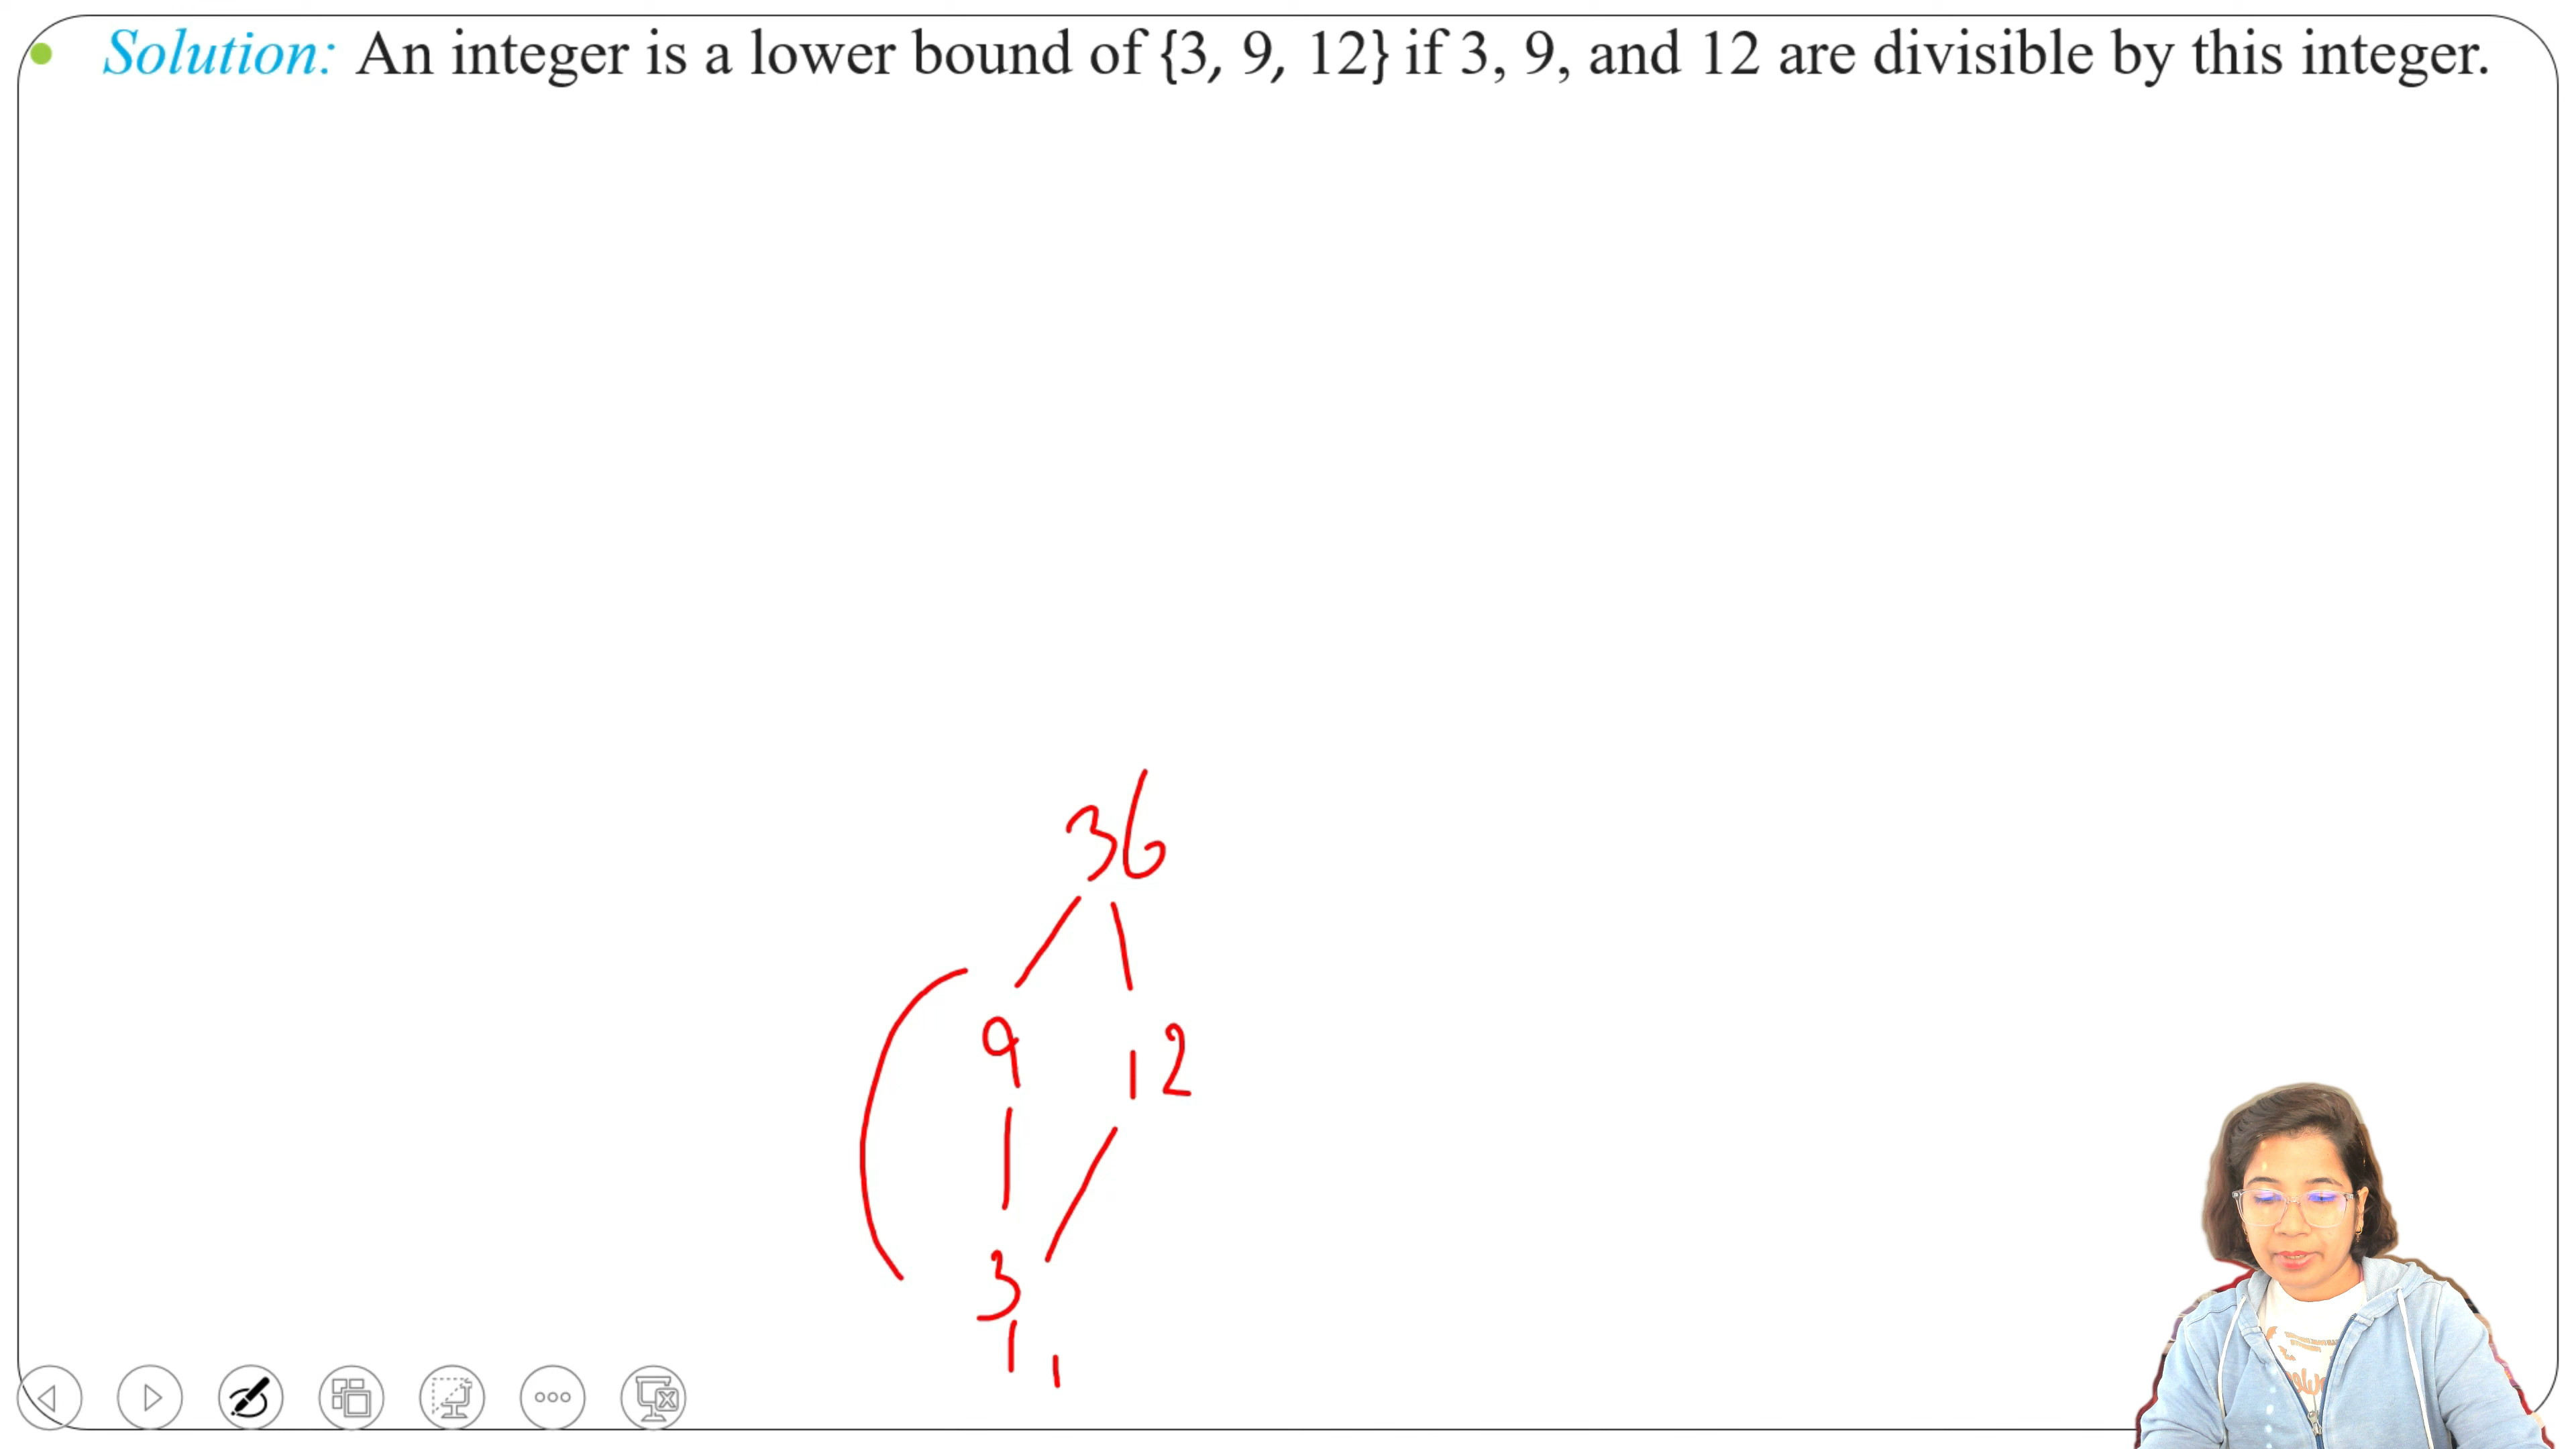 • Solution: An integer is a lower bound of {3, 9, 12} if 3, 9, and 12 are divisible by this integer.
36
9 12
3
1